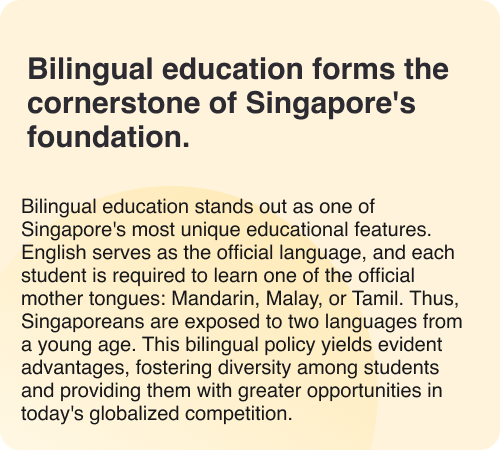 Bilingual education forms the
cornerstone of Singapore's
foundation.
Bilingual education stands out as one of
Singapore's most unique educational features.
English serves as the official language, and each
student is required to learn one of the official
mother tongues: Mandarin, Malay, or Tamil. Thus,
Singaporeans are exposed to two languages from
a young age. This bilingual policy yields evident
advantages, fostering diversity among students
and providing them with greater opportunities in
today's globalized competition.